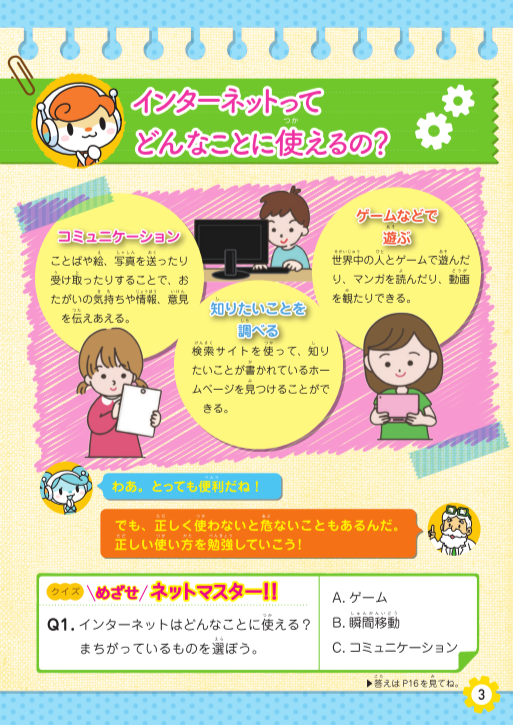 インターネットって
どんなことに使えるの？
つか
コミュニケーション
ことばや絵、写真を送ったり
受け取ったりすることで、お
たがいの気持ちや情報、意見
を伝えあえる。
知りたいことを
調べる
検索サイトを使って、知り
たいことが書かれているホー
ムページを見つけることがで
きる。
ゲームなどで
遊ぶ
世界中の人とゲームで遊んだ
り、マンガを読んだり、動画
を観たりできる。
わあ。とっても便利だね！
でも、正しく使わないと危ないこともあるんだ。
正しい使い方を勉強していこう！
クイズ \めざせ/ ネットマスター!!
Q1. インターネットはどんなことに使える？
まちがっているものを選ぼう。
A. ゲーム
B. 瞬間移動
しゅんかんいどう
C. コミュニケーション
▶答えはP16を見てね。
3